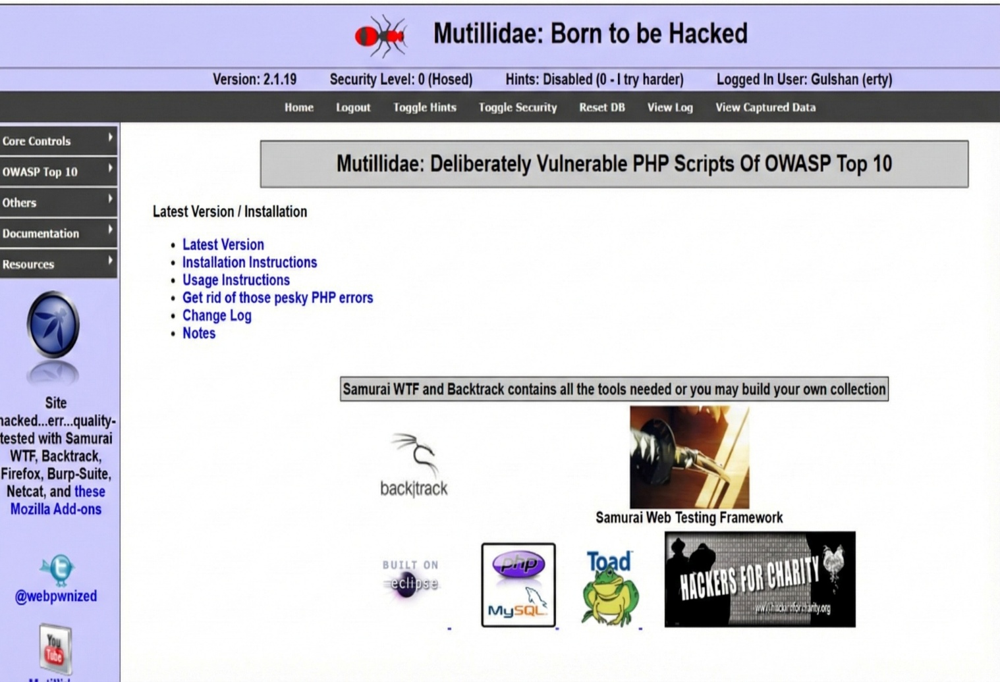 Mutillidae: Born to be Hacked
Version: 2.1.19 Security Level: 0 (Hosed) Hints: Disabled (0 - I try harder) Logged In User: Gulshan (erty)
Home Logout Toggle Hints Toggle Security Reset DB View Log View Captured Data
Core Controls
OWASP Top 10
Others
Documentation
Resources
Site
hacked...err...quality-
tested with Samurai
WTF, Backtrack,
Firefox, Burp-Suite,
Netcat, and these
Mozilla Add-ons
@webpwnized
You
Tube
Mutillidae: Deliberately Vulnerable PHP Scripts Of OWASP Top 10
Latest Version / Installation
• Latest Version
• Installation Instructions
• Usage Instructions
• Get rid of those pesky PHP errors
• Change Log
• Notes
Samurai WTF and Backtrack contains all the tools needed or you may build your own collection
back|track
Samurai Web Testing Framework
BUILT ON
eclipse
php
MySQL
Toad
HACKERS FOR CHARITY